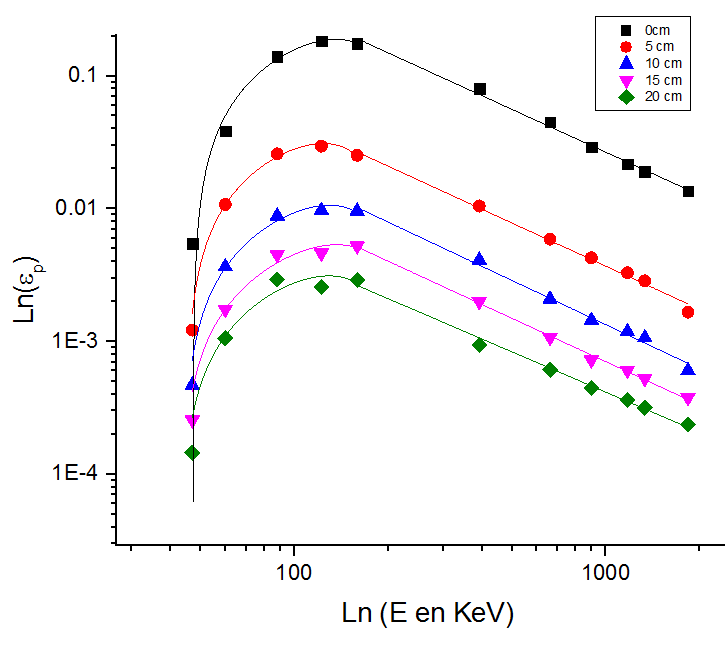 0cm
5 cm
10 cm
15 cm
20 cm
0.1
0.01
1E-3
1E-4
Ln(εp)
100
1000
Ln (E en KeV)